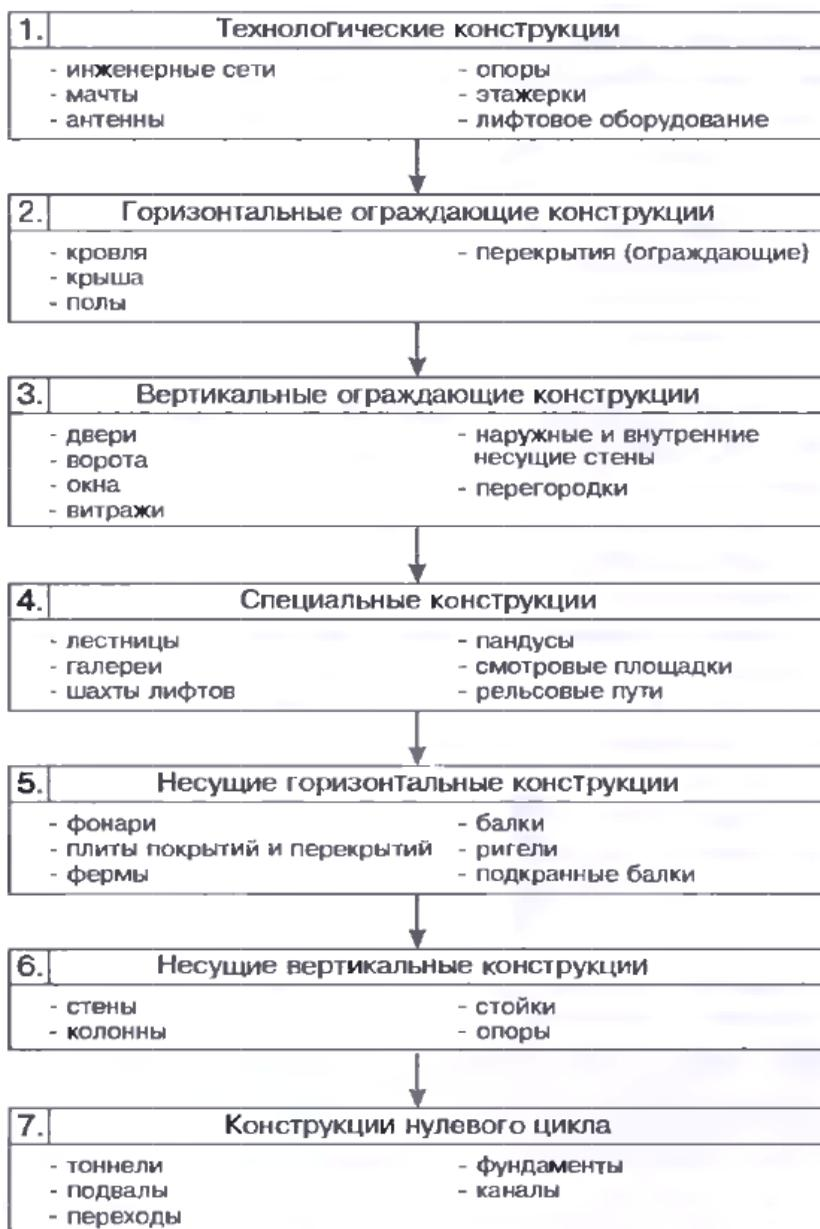 1. Технологические конструкции
- инженерные сети
- мачты
- антенны
- опоры
- этажерки
- лифтовое оборудование
2. Горизонтальные ограждающие конструкции
- кровля
- крыша
- полы
- перекрытия (ограждающие)
3. Вертикальные ограждающие конструкции
- двери
- ворота
- окна
- витражи
- наружные и внутренние
несущие стены
- перегородки
4. Специальные конструкции
- лестницы
- галереи
- шахты лифтов
- пандусы
- смотровые площадки
- рельсовые пути
5. Несущие горизонтальные конструкции
- фонари
- плиты покрытий и перекрытий
- фермы
- балки
- ригели
- подкранные балки
6. Несущие вертикальные конструкции
- стены
- колонны
- стойки
- опоры
7. Конструкции нулевого цикла
- тоннели
- подвалы
- переходы
- фундаменты
- каналы